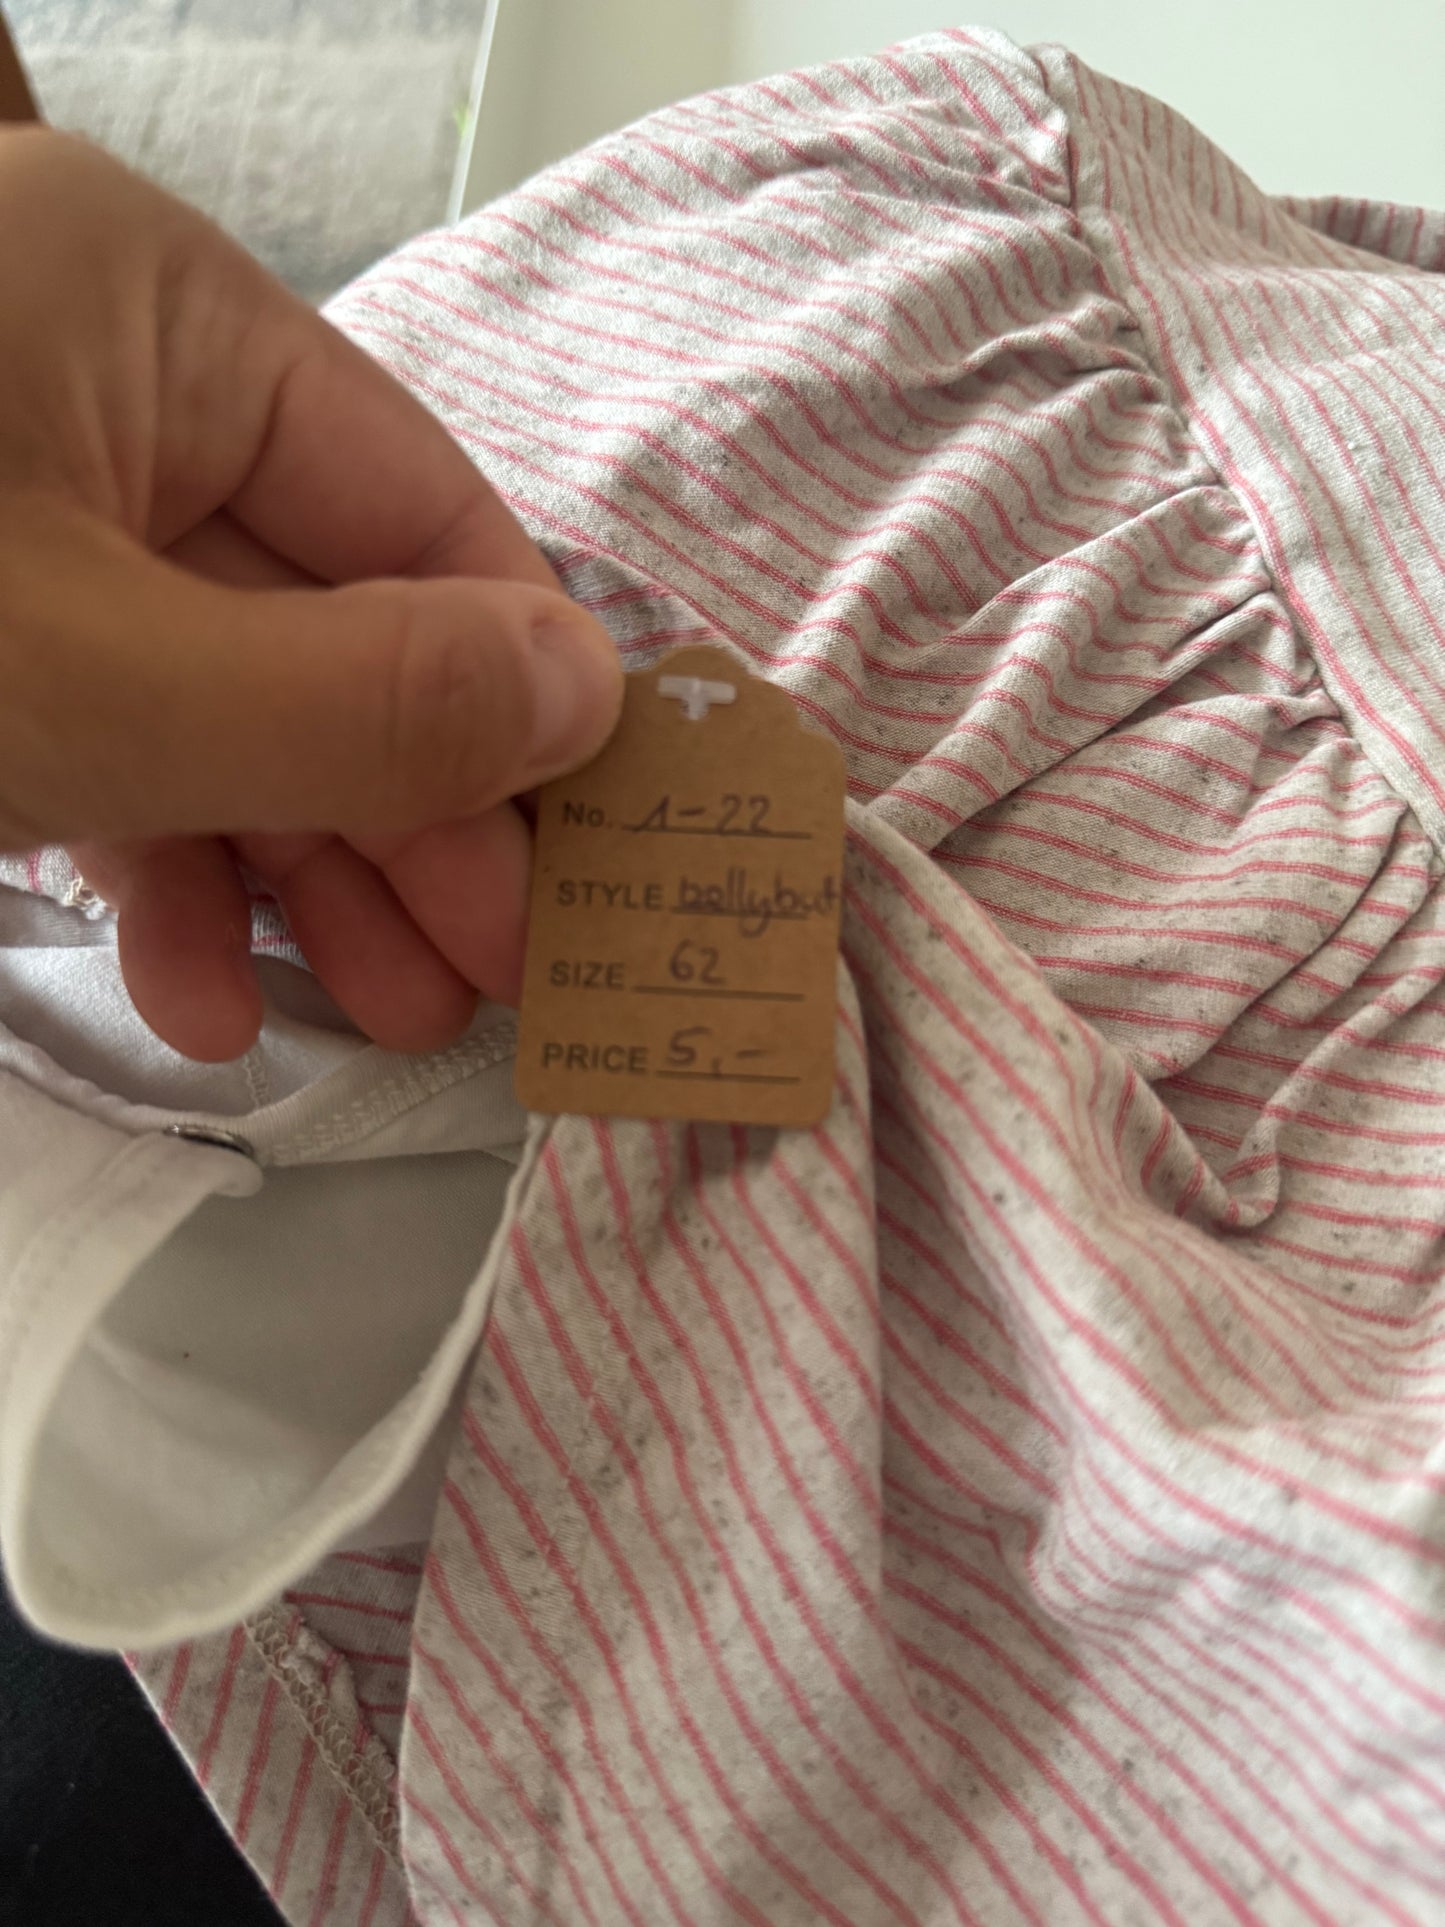 No. 1-22
STYLE bellybut
SIZE 62
PRICE 5,-